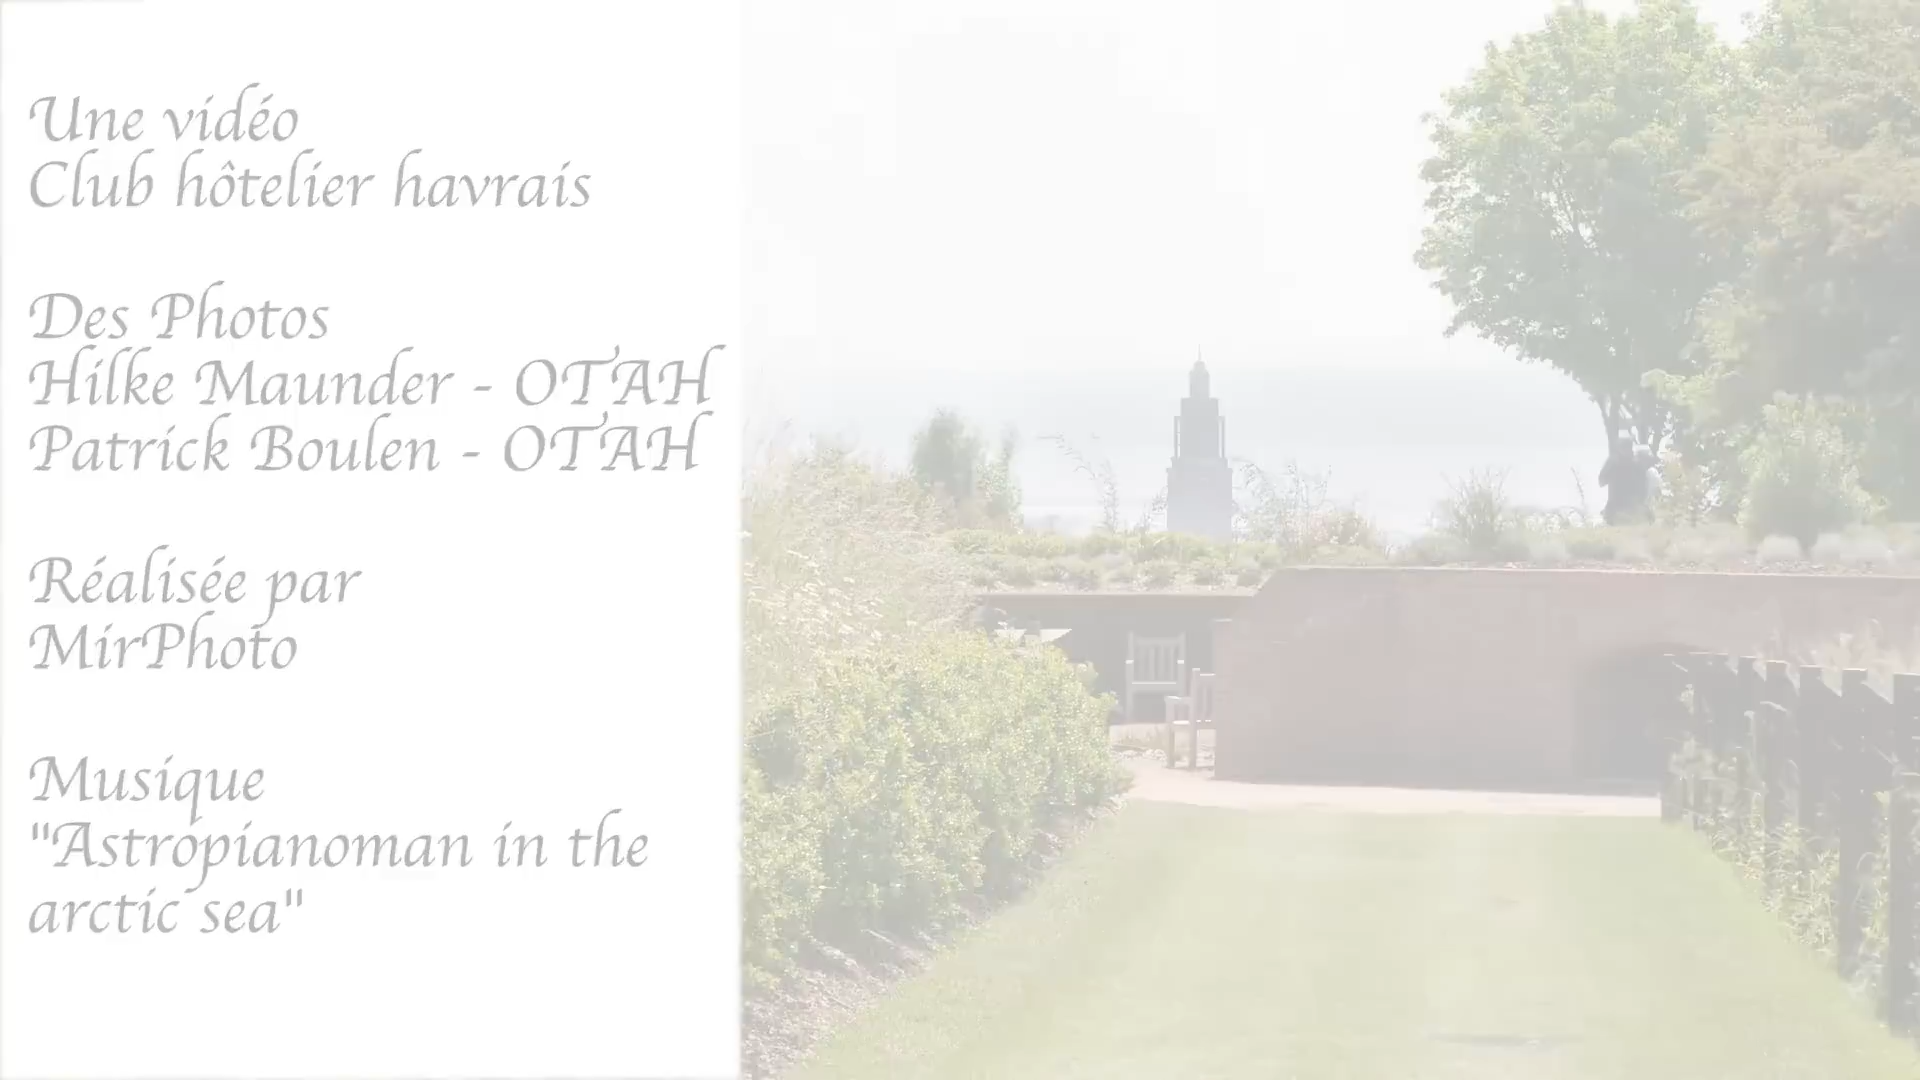 Une vidéo
Club hôtelier havrais
Des Photos
Hilke Maunder - OTAH
Patrick Boulen - OTAH
Réalisée par
MirPhoto
Musique
"Astropianoman in the
arctic sea"